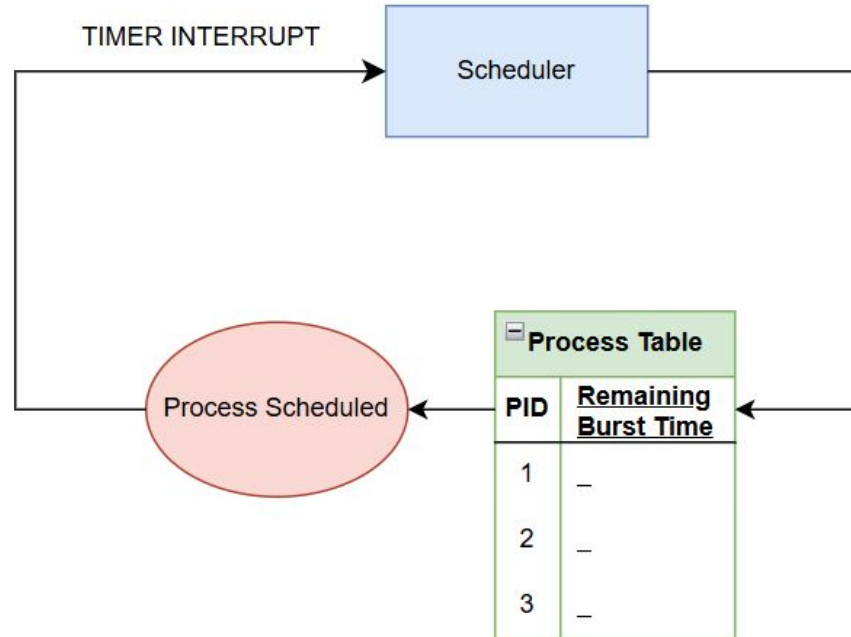 TIMER INTERRUPT
Scheduler
Process Table
Process Scheduled
PID
Remaining
Burst Time
1
_
2
_
3
_